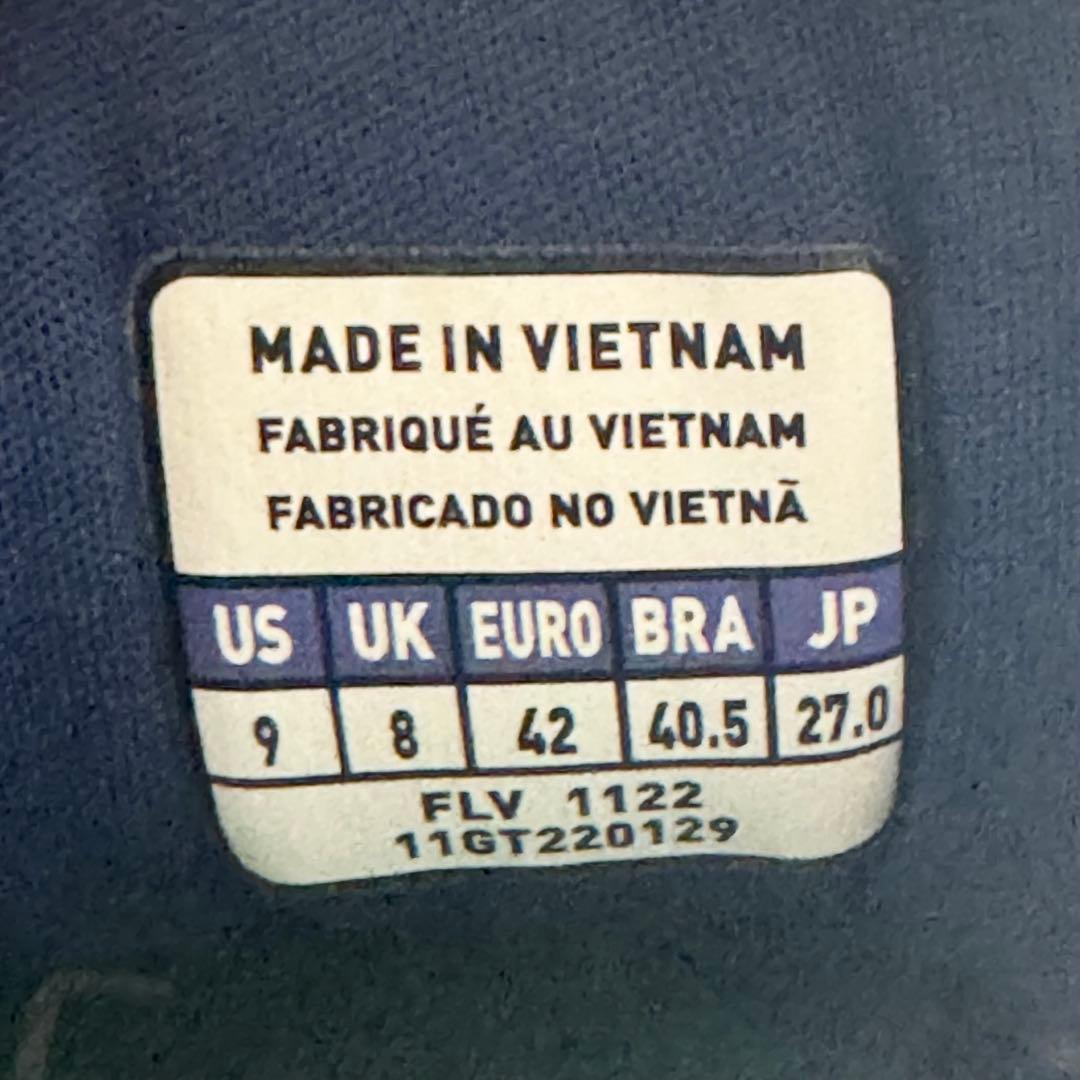 MADE IN VIETNAM
FABRIQUÉ AU VIETNAM
FABRICADO NO VIETNÃ
US UK EURO BRA JP
9 8 42 40.5 27.0
FLV 1122
11GT220129